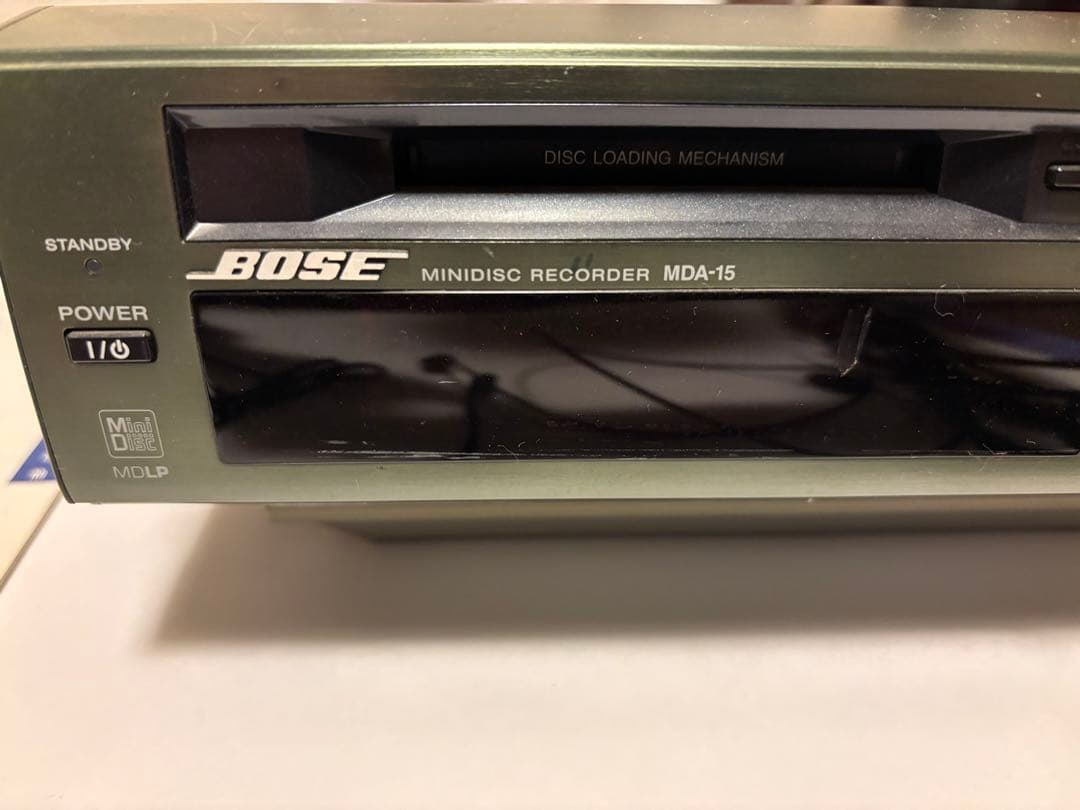 DISC LOADING MECHANISM
STANDBY
BOSE MINIDISC RECORDER MDA-15
POWER
I/⏻
Mini
Disc
MDLP